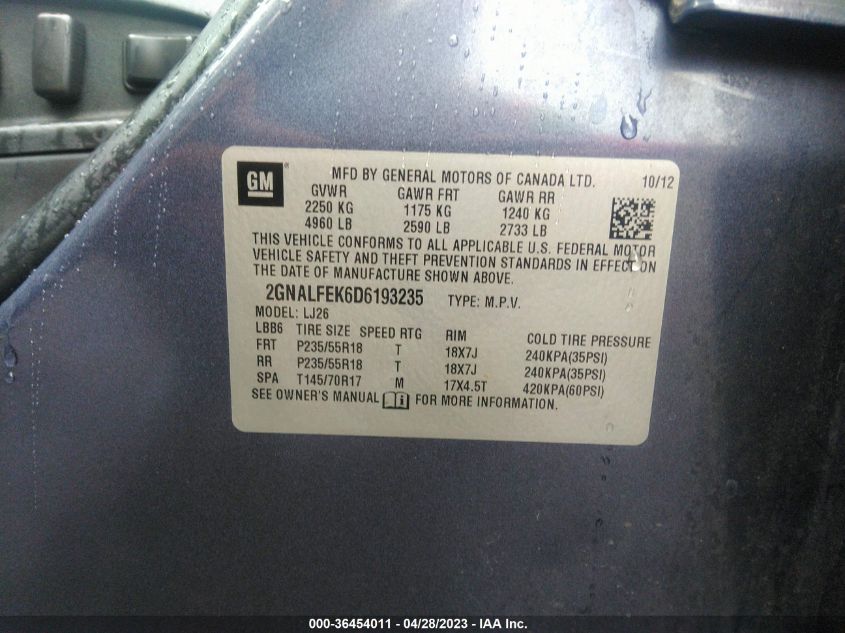 GM ®
MFD BY GENERAL MOTORS OF CANADA LTD. 10/12
GVWR GAWR FRT GAWR RR
2250 KG 1175 KG 1240 KG
4960 LB 2590 LB 2733 LB
THIS VEHICLE CONFORMS TO ALL APPLICABLE U.S. FEDERAL MOTOR
VEHICLE SAFETY AND THEFT PREVENTION STANDARDS IN EFFECT ON
THE DATE OF MANUFACTURE SHOWN ABOVE.
2GNALFEK6D6193235 TYPE: M.P.V.
MODEL: LJ26
LBB6 TIRE SIZE SPEED RTG RIM COLD TIRE PRESSURE
FRT P235/55R18 T 18X7J 240KPA(35PSI)
RR P235/55R18 T 18X7J 240KPA(35PSI)
SPA T145/70R17 M 17X4.5T 420KPA(60PSI)
SEE OWNER'S MANUAL i FOR MORE INFORMATION.
000-36454011 - 04/28/2023 - IAA Inc.